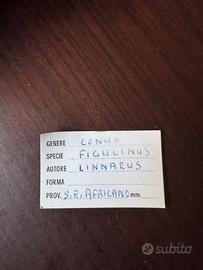 GENERE CONUS
SPECIE FIGULINUS
AUTORE LINNAEUS
FORMA
PROV. S.E. AFRICANO mm.
subito